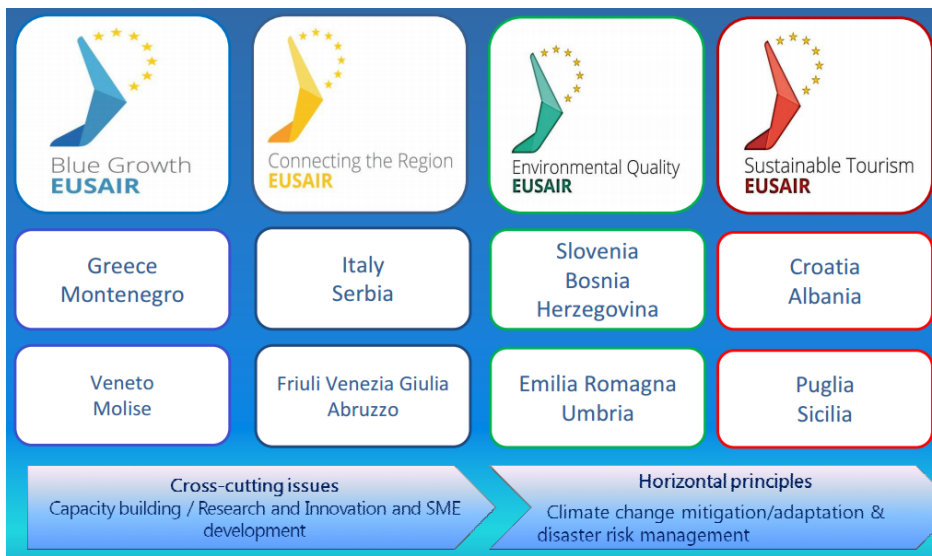 Blue Growth
EUSAIR
Connecting the Region
EUSAIR
Environmental Quality
EUSAIR
Sustainable Tourism
EUSAIR
Greece
Montenegro
Italy
Serbia
Slovenia
Bosnia
Herzegovina
Croatia
Albania
Veneto
Molise
Friuli Venezia Giulia
Abruzzo
Emilia Romagna
Umbria
Puglia
Sicilia
Cross-cutting issues
Capacity building / Research and Innovation and SME
development
Horizontal principles
Climate change mitigation/adaptation &
disaster risk management